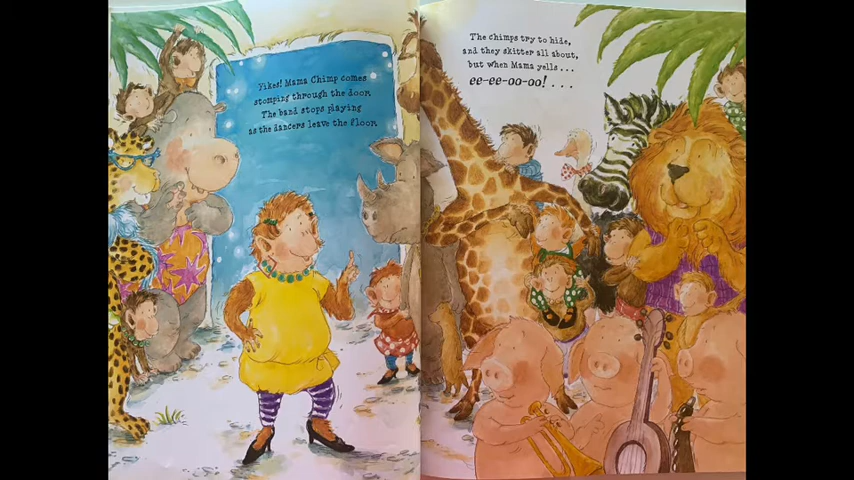 Yikes! Mama Chimp comes
stomping through the door.
The band stops playing
as the dancers leave the floor.
The chimps try to hide,
and they skitter all about,
but when Mama yells...
ee-ee-oo-oo! ...